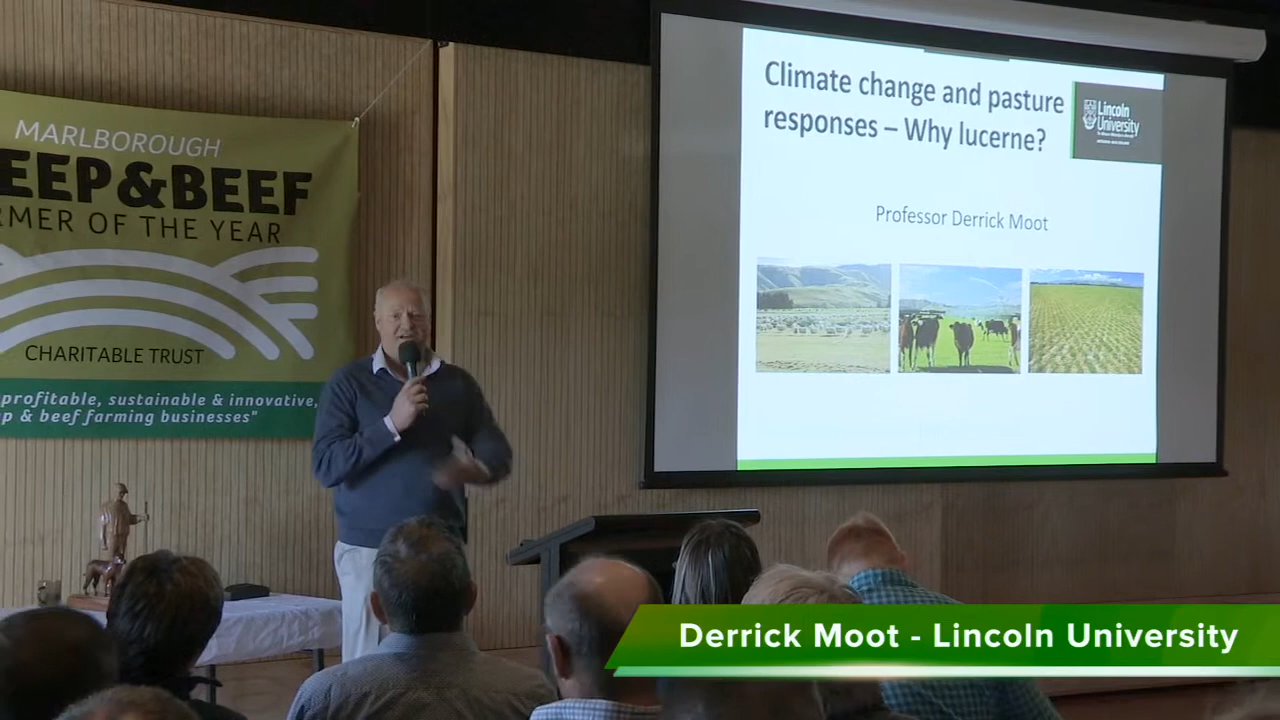 MARLBOROUGH
EEP&BEEF
RMER OF THE YEAR
CHARITABLE TRUST
profitable, sustainable & innovative,
p & beef farming businesses"
Climate change and pasture
responses – Why lucerne?
Lincoln
University
Professor Derrick Moot
Derrick Moot - Lincoln University